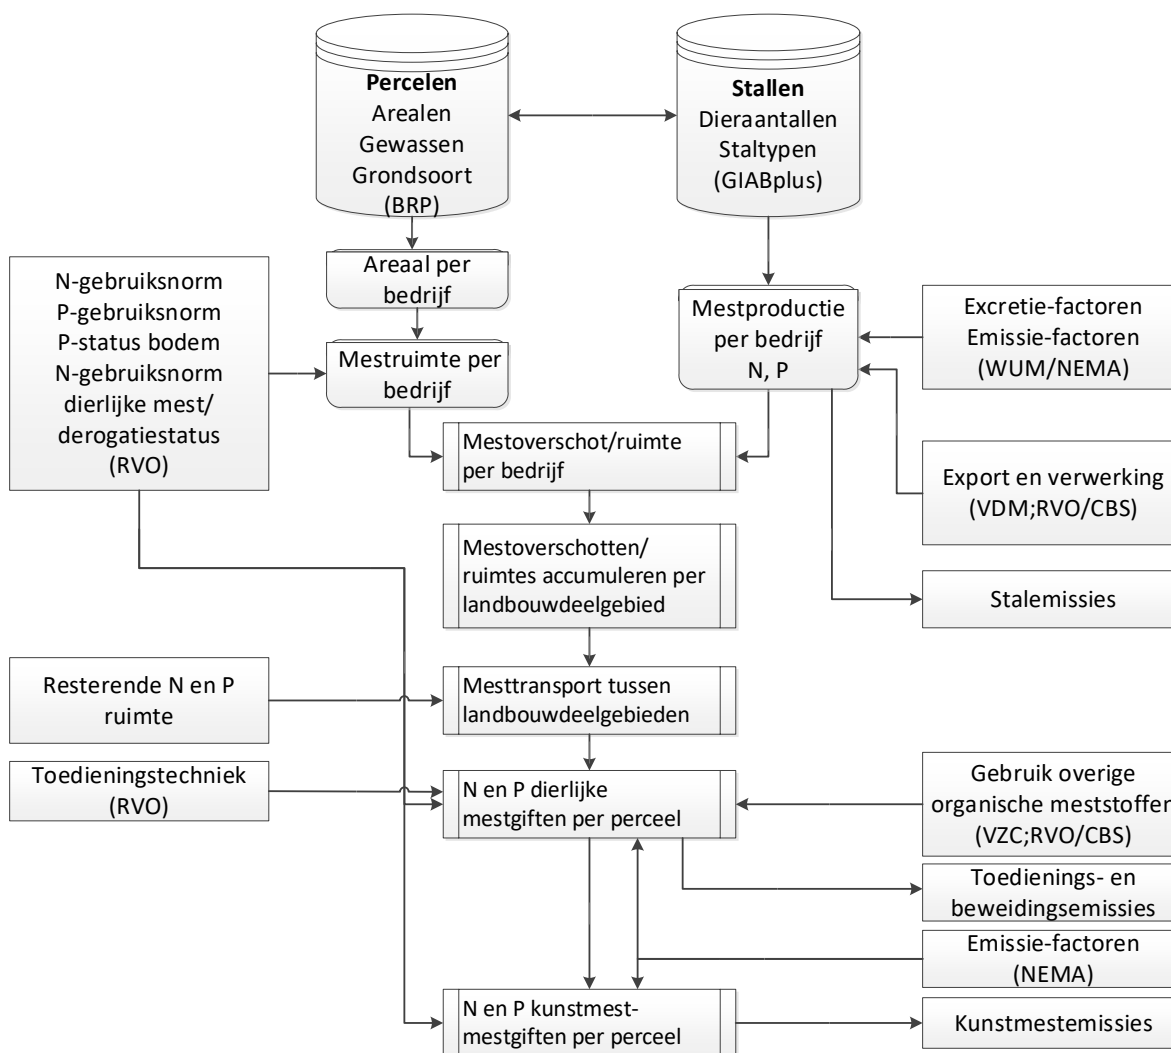 Percelen
Arealen
Gewassen
Grondsoort
(BRP)
Stallen
Dieraantallen
Staltypen
(GIABplus)
Areaal per
bedrijf
N-gebruiksnorm
P-gebruiksnorm
P-status bodem
N-gebruiksnorm
dierlijke mest/
derogatiestatus
(RVO)
Mestruimte per
bedrijf
Mestproductie
per bedrijf
N, P
Excretie-factoren
Emissie-factoren
(WUM/NEMA)
Mestoverschot/ruimte
per bedrijf
Export en verwerking
(VDM;RVO/CBS)
Mestoverschotten/
ruimtes accumuleren per
landbouwdeelgebied
Stalemissies
Resterende N en P
ruimte
Mesttransport tussen
landbouwdeelgebieden
Toedieningstechniek
(RVO)
N en P dierlijke
mestgiften per perceel
Gebruik overige
organische meststoffen
(VZC;RVO/CBS)
Toedienings- en
beweidingsemissies
Emissie-factoren
(NEMA)
N en P kunstmest-
mestgiften per perceel
Kunstmestemissies